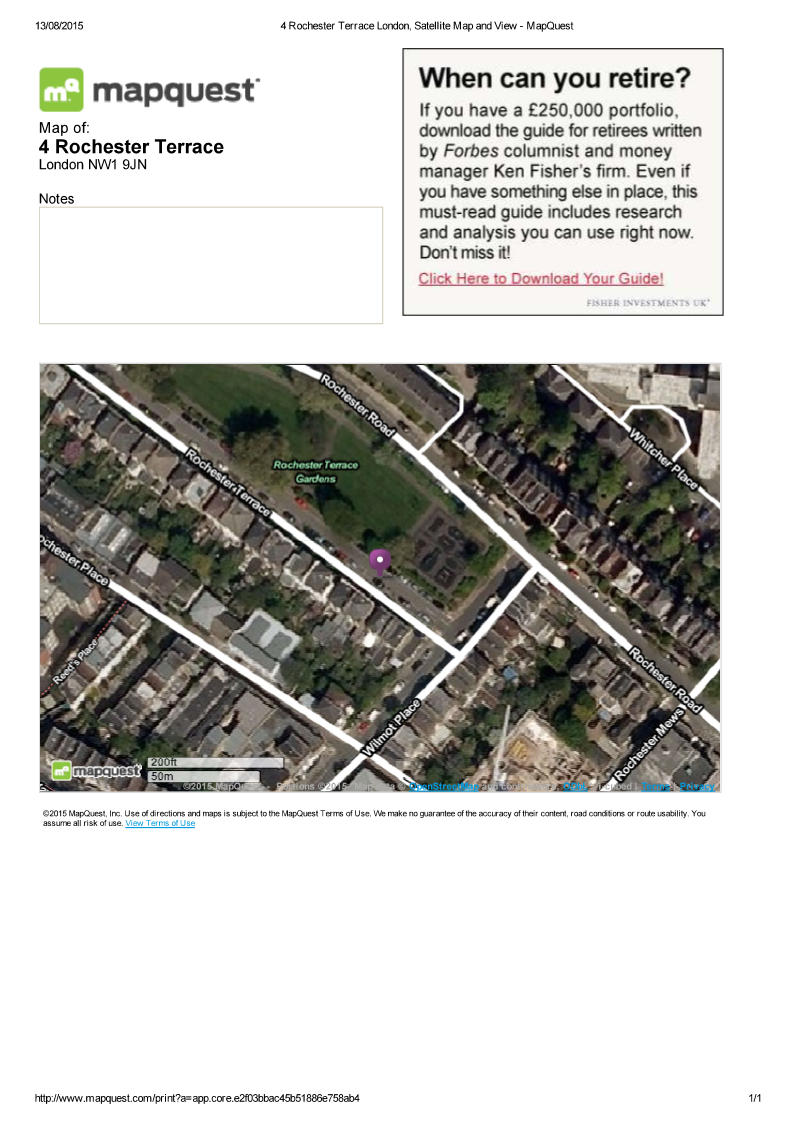 13/08/2015
4 Rochester Terrace London, Satellite Map and View - MapQuest
mapquest
Map of:
4 Rochester Terrace
London NW1 9JN
Notes
When can you retire?
If you have a £250,000 portfolio,
download the guide for retirees written
by Forbes columnist and money
manager Ken Fisher's firm. Even if
you have something else in place, this
must-read guide includes research
and analysis you can use right now.
Don't miss it!
Click Here to Download Your Guide!
FISHER INVESTMENTS UK
Rochester Road
Whitcher Place
Rochester Terrace
Rochester Terrace
Gardens
ochester Place
Reed's Place
Wilmot Place
Rochester Road
Rochester Mews
mapquest
200ft
50m
©2015 MapQ
©2015
OpenStreetMap
Privacy
©2015 MapQuest, Inc. Use of directions and maps is subject to the MapQuest Terms of Use. We make no guarantee of the accuracy of their content, road conditions or route usability. You
assume all risk of use. View Terms of Use
http://www.mapquest.com/print?a=app.core.e2f03bbac45b51886e758ab4
1/1